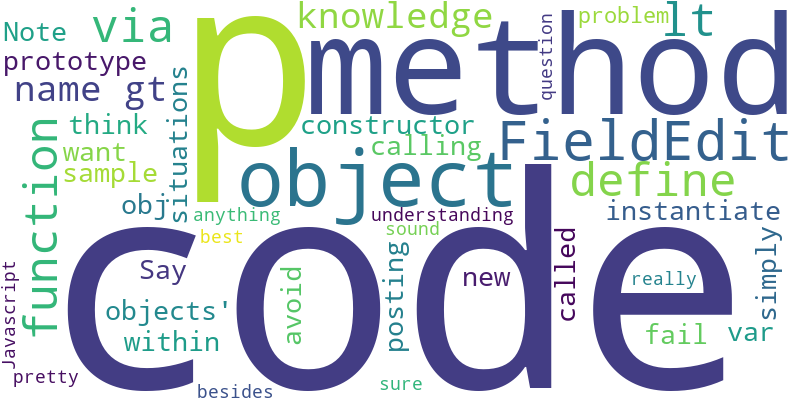 Note
via
p
knowledge
problem
lt
question
prototype
method
name gt
situations
think
constructor
calling
FieldEdit
want
sample
object
define
function
obj
anything
understanding
instantiate
best
sound
code
Say
new
called
really
simply
Javascript
avoid
posting
objects'
within
fail
var
pretty
besides
sure